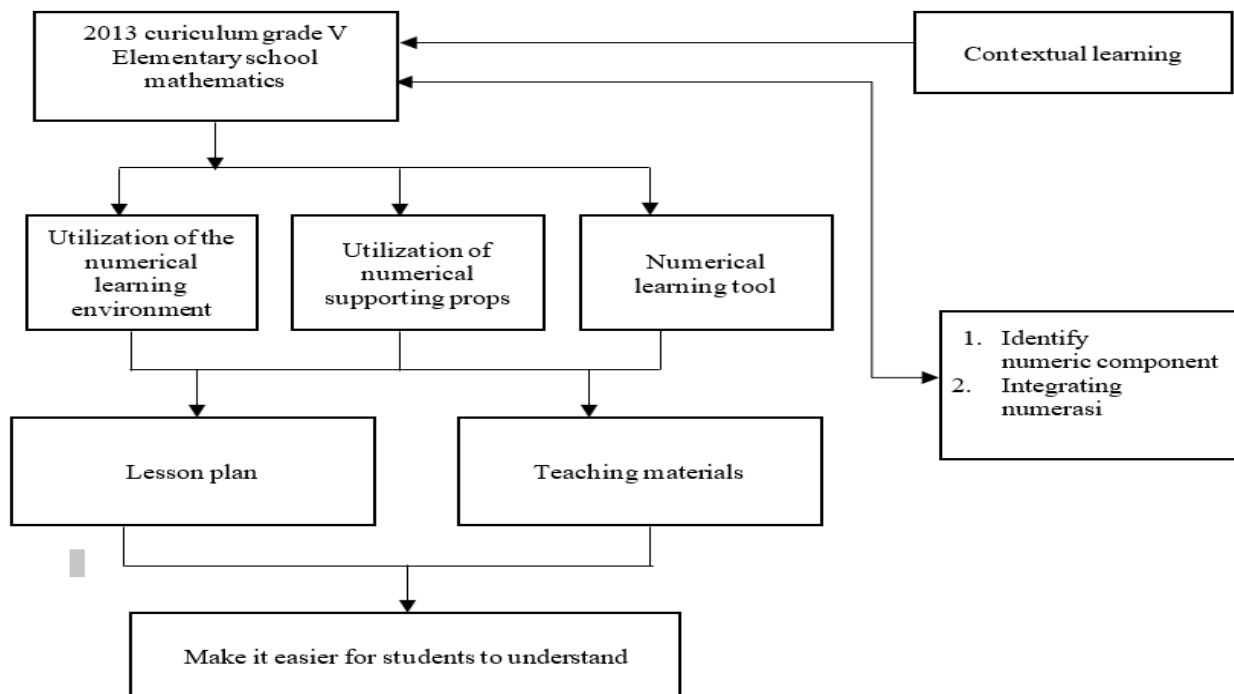 2013 curiculum grade V
Elementary school
mathematics
Contextual learning
Utilization of the
numerical
learning
environment
Utilization of
numerical
supporting props
Numerical
learning tool
1. Identify
numeric component
2. Integrating
numerasi
Lesson plan
Teaching materials
Make it easier for students to understand